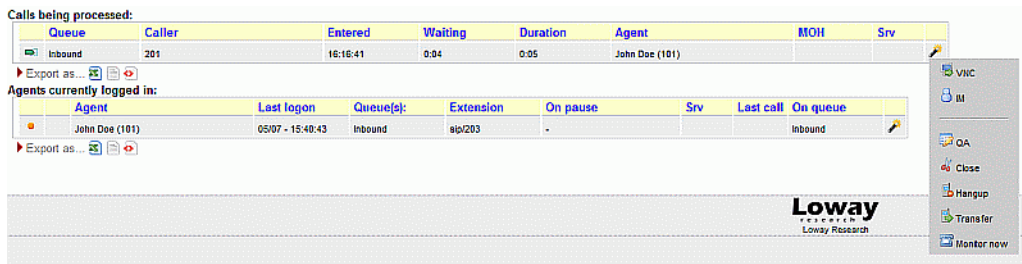 Calls being processed:
Queue Caller Entered Waiting Duration Agent MOH Srv
Inbound 201 16:16:41 0:04 0:05 John Doe (101)
Export as...
Agents currently logged in:
Agent Last logon Queue(s): Extension On pause Srv Last call On queue
John Doe (101) 05/07 - 15:40:43 Inbound sip/203 - Inbound
Export as...
VNC
IM
QA
Close
Hangup
Transfer
Monitor now
Loway
research
Loway Research